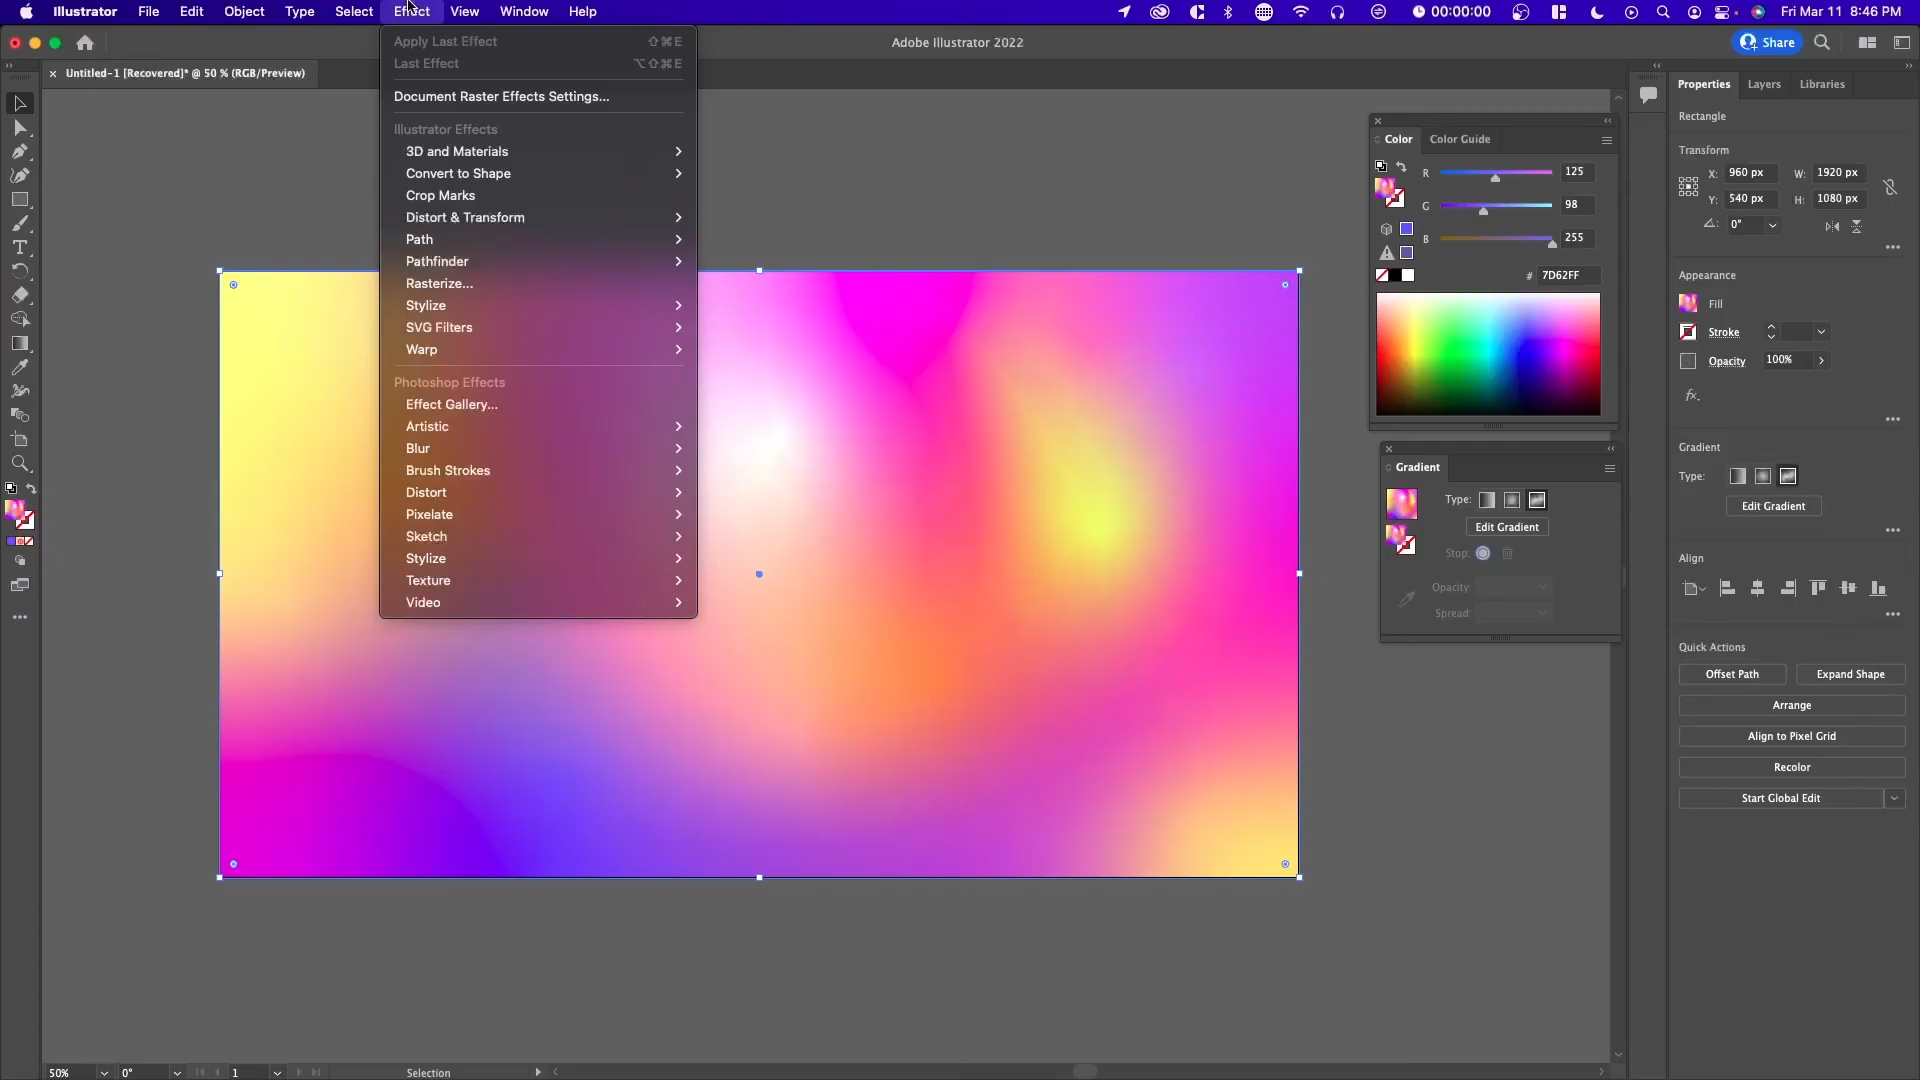 Illustrator File Edit Object Type Select Effect View Window Help 00:00:00 Fri Mar 11 8:46 PM
Adobe Illustrator 2022
Share
× Untitled-1 [Recovered]* @ 50 % (RGB/Preview)
Apply Last Effect ⇧⌘E
Last Effect ⌥⇧⌘E
Document Raster Effects Settings...
Illustrator Effects
3D and Materials
Convert to Shape
Crop Marks
Distort & Transform
Path
Pathfinder
Rasterize...
Stylize
SVG Filters
Warp
Photoshop Effects
Effect Gallery...
Artistic
Blur
Brush Strokes
Distort
Pixelate
Sketch
Stylize
Texture
Video
Color Color Guide
R 125
G 98
B 255
# 7D62FF
Gradient
Type:
Edit Gradient
Stop:
Opacity:
Spread:
Properties Layers Libraries
Rectangle
Transform
X: 960 px W: 1920 px
Y: 540 px H: 1080 px
0°
Appearance
Fill
Stroke
Opacity 100%
fx.
Gradient
Type:
Edit Gradient
Align
Quick Actions
Offset Path Expand Shape
Arrange
Align to Pixel Grid
Recolor
Start Global Edit
50% 0° 1 Selection